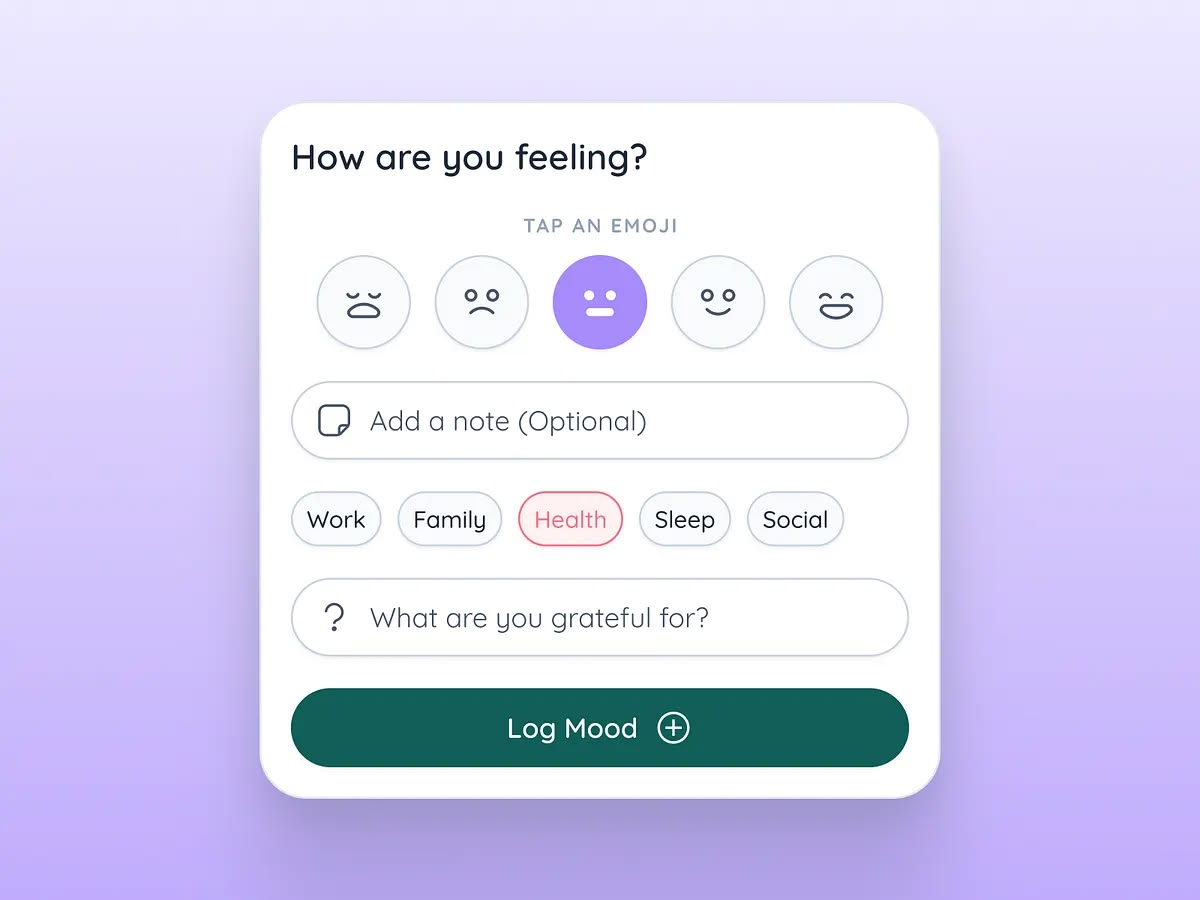 How are you feeling?
TAP AN EMOJI
Add a note (Optional)
Work Family Health Sleep Social
? What are you grateful for?
Log Mood